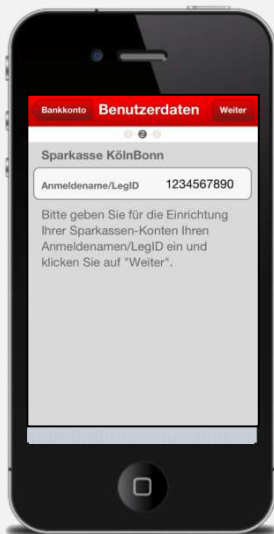 Bankkonto Benutzerdaten Weiter
2
Sparkasse KölnBonn
Anmeldename/LegID 1234567890
Bitte geben Sie für die Einrichtung
Ihrer Sparkassen-Konten Ihren
Anmeldenamen/LegID ein und
klicken Sie auf "Weiter".